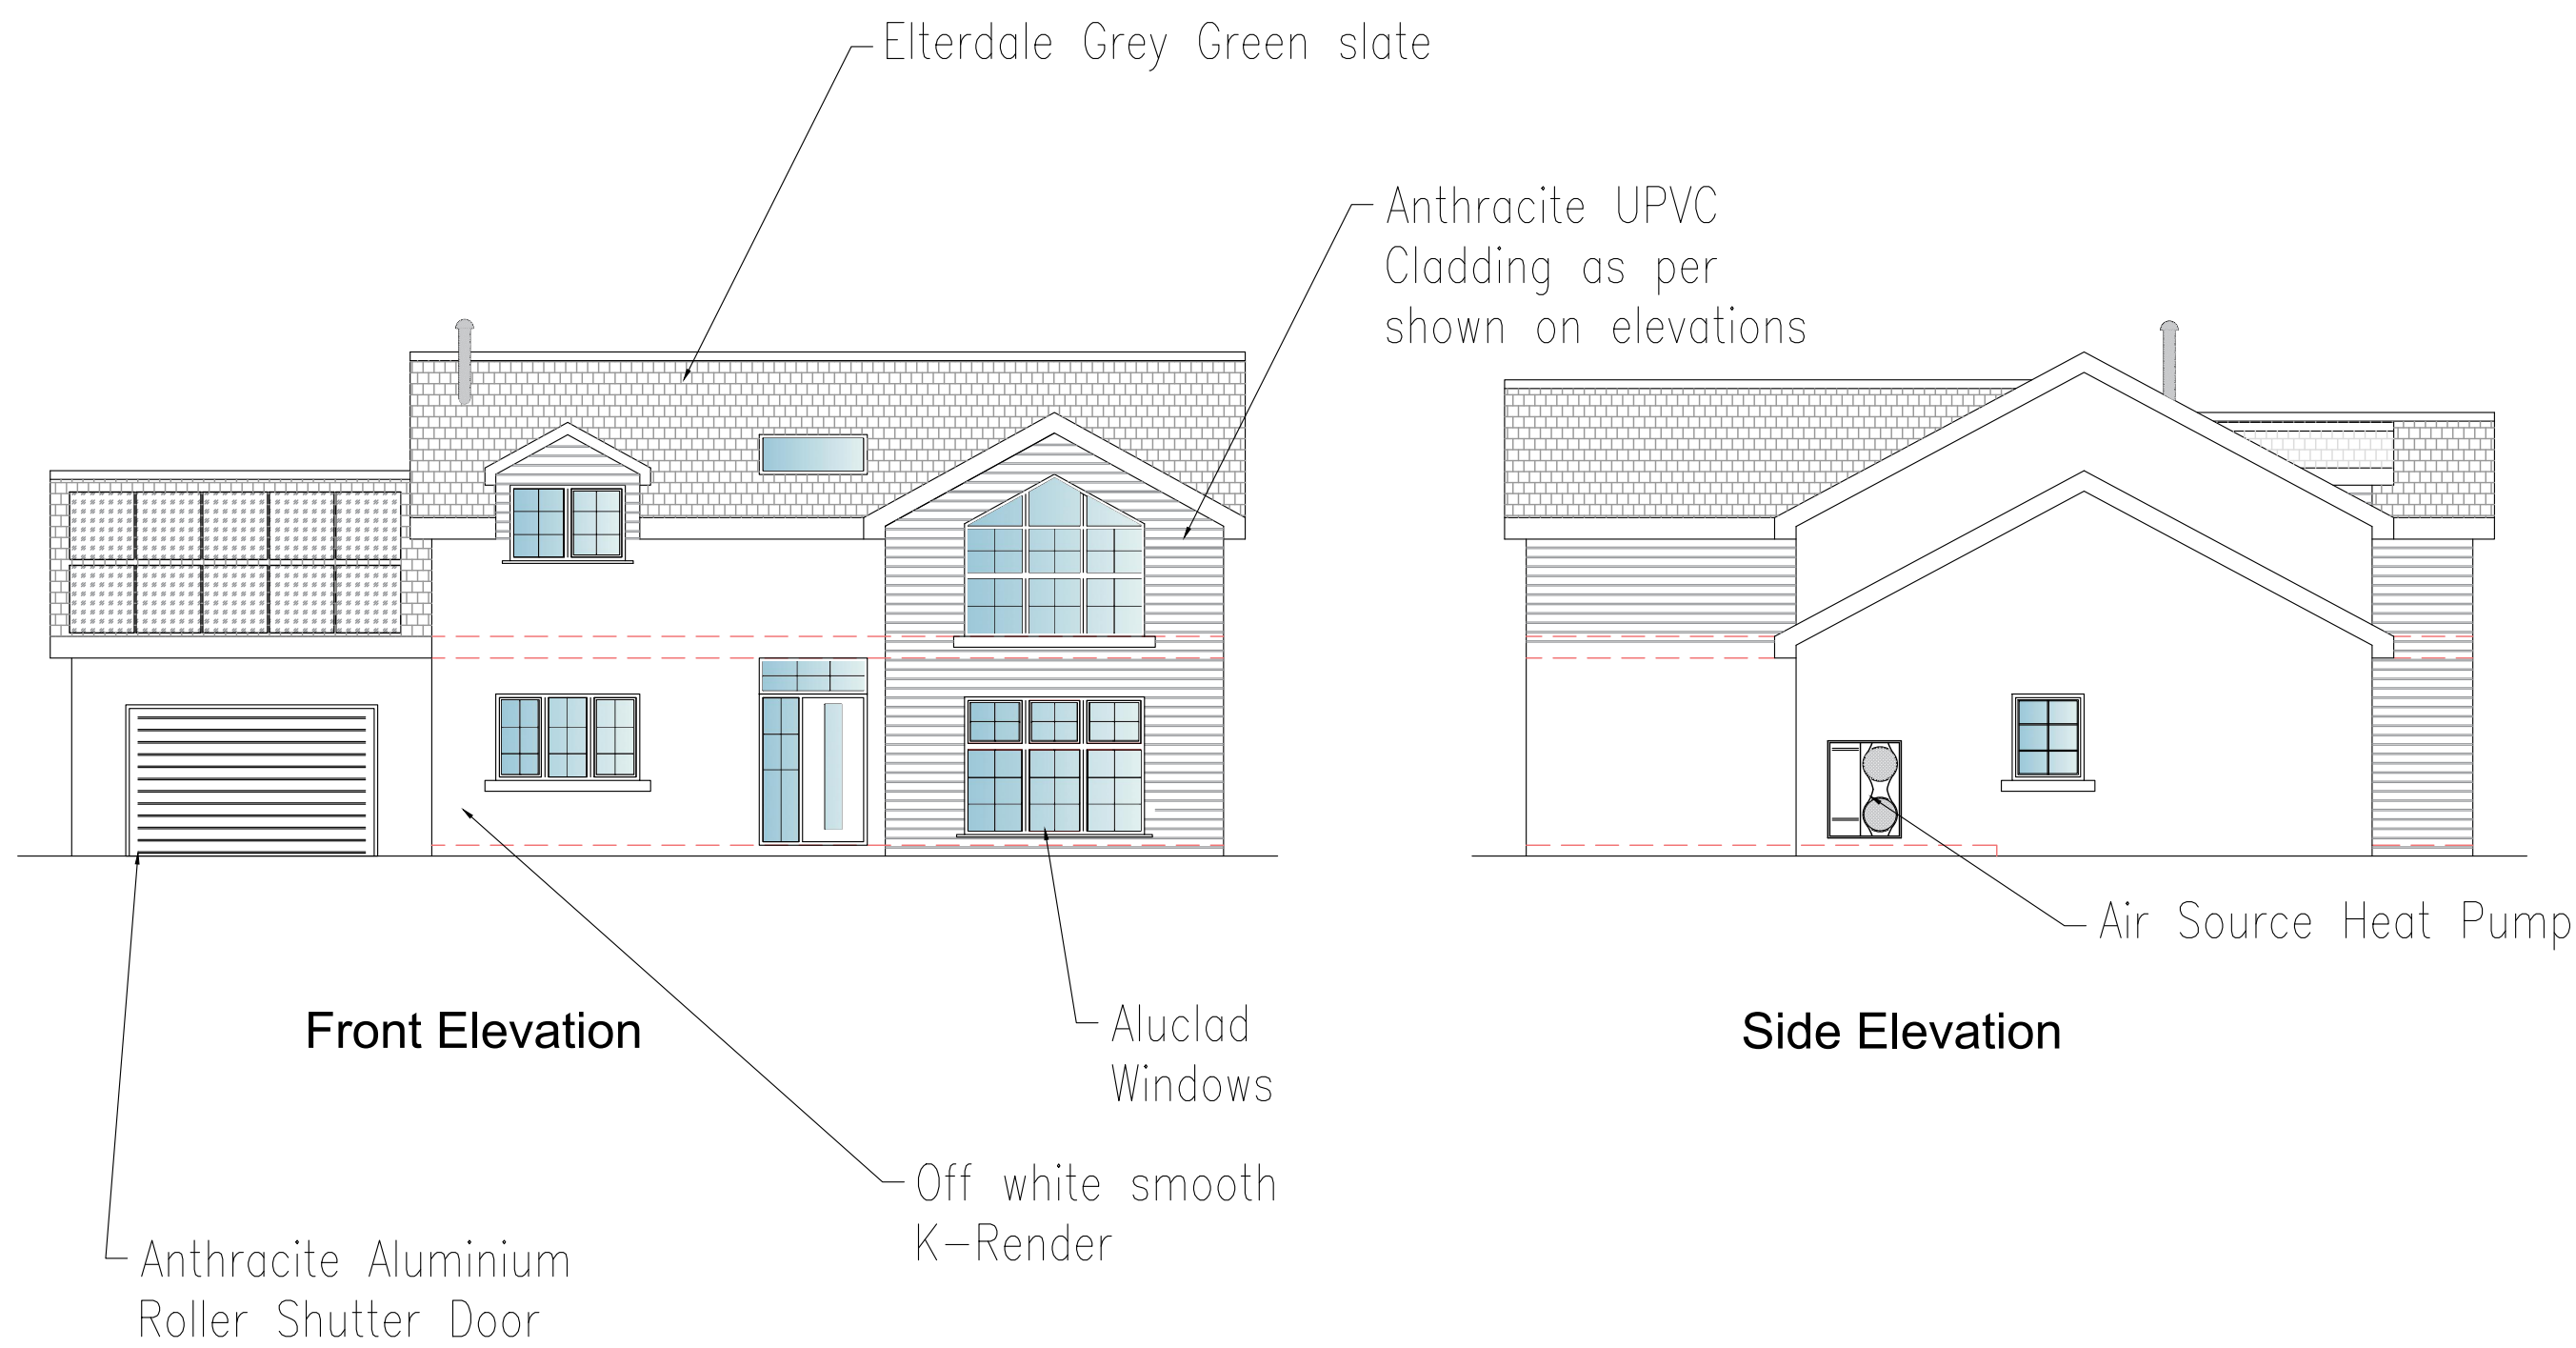 Elterdale Grey Green slate
Anthracite UPVC
Cladding as per
shown on elevations
Air Source Heat Pump
Front Elevation
Side Elevation
Aluclad
Windows
Off white smooth
K-Render
Anthracite Aluminium
Roller Shutter Door